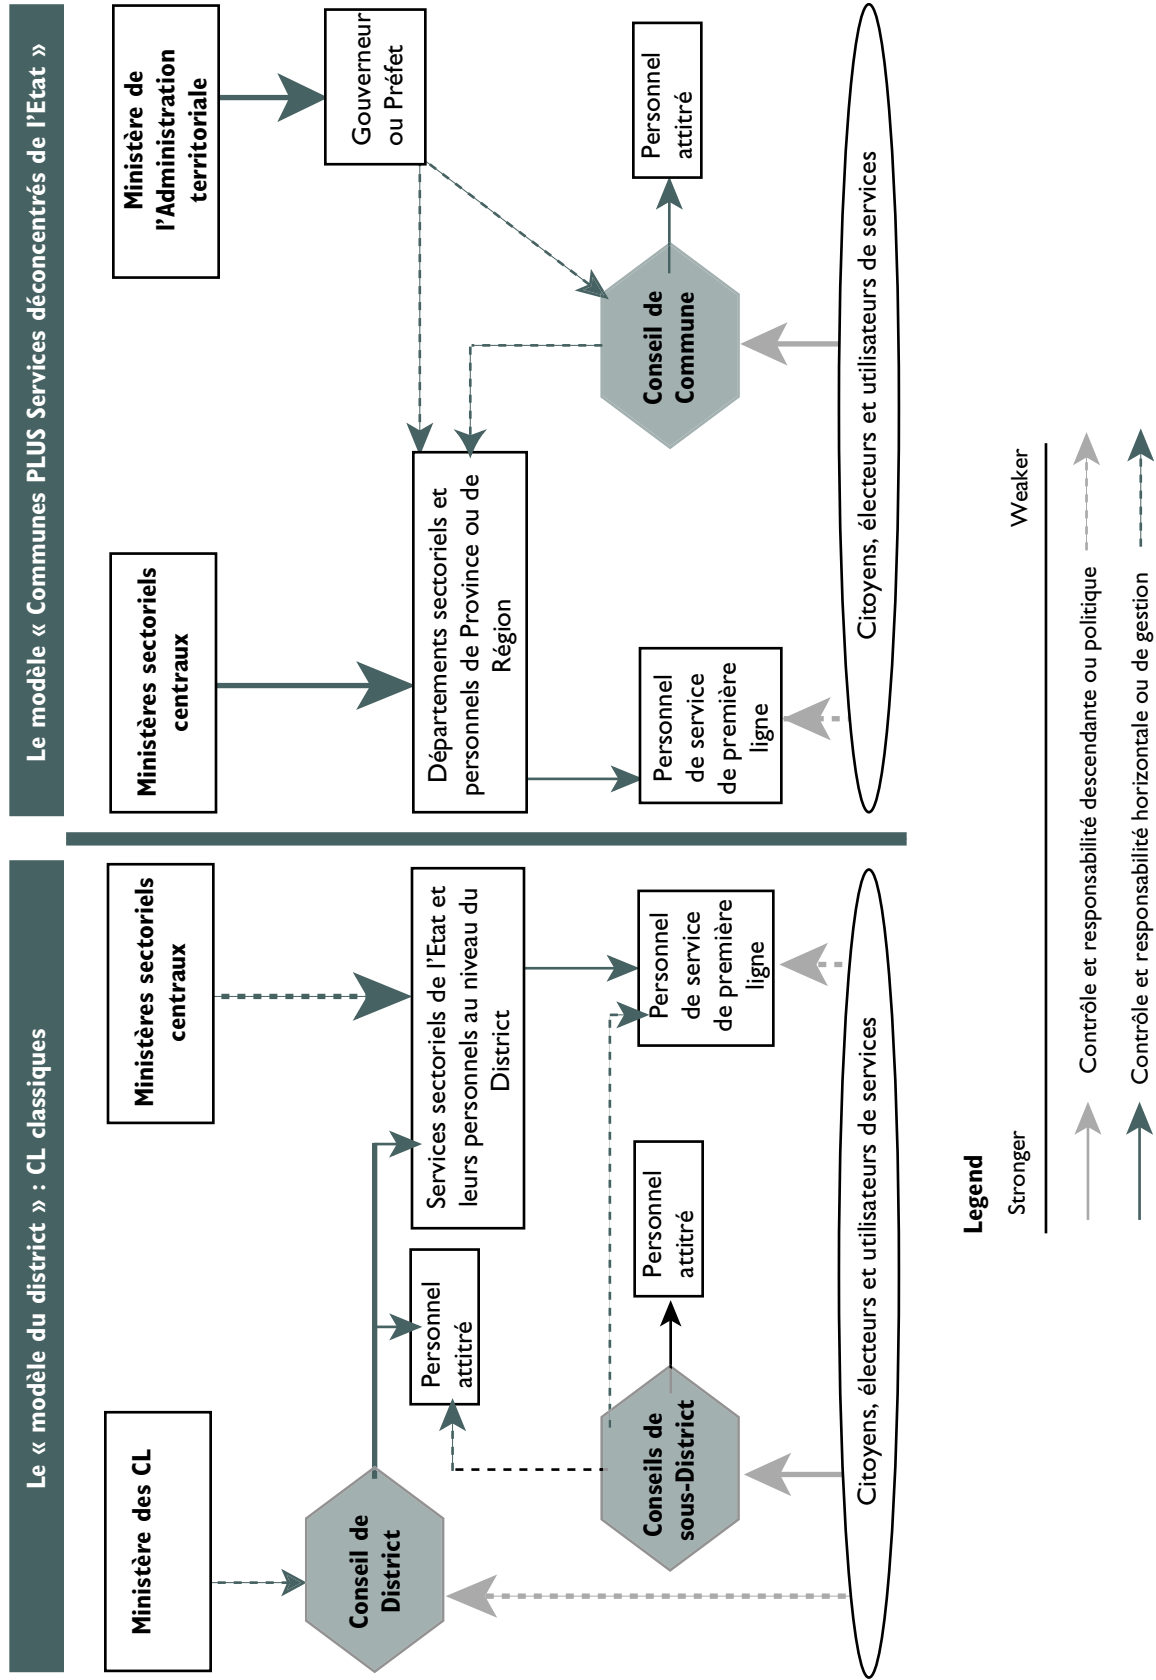 Le « modèle du district » : CL classiques
Ministère des CL
Ministères sectoriels
centraux
Conseil de
District
Personnel
attitré
Services sectoriels de l'Etat et
leurs personnels au niveau du
District
Conseils de
sous-District
Personnel
attitré
Personnel
de service
de première
ligne
Citoyens, électeurs et utilisateurs de services
Le modèle « Communes PLUS Services déconcentrés de l'Etat »
Ministères sectoriels
centraux
Ministère de
l'Administration
territoriale
Gouverneur
ou Préfet
Départements sectoriels et
personnels de Province ou de
Région
Personnel
de service
de première
ligne
Conseil de
Commune
Personnel
attitré
Citoyens, électeurs et utilisateurs de services
Legend
Stronger
Weaker
Contrôle et responsabilité descendante ou politique
Contrôle et responsabilité horizontale ou de gestion